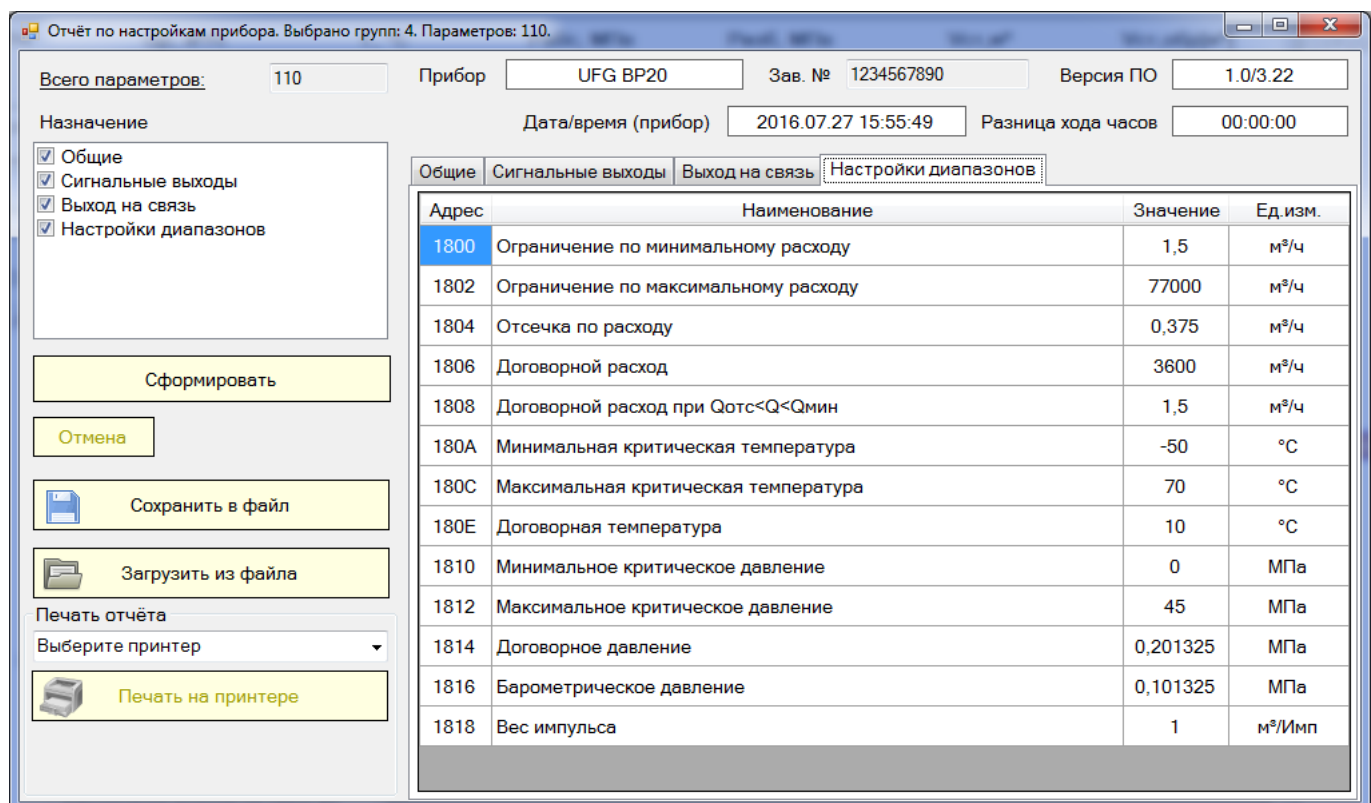 Отчёт по настройкам прибора. Выбрано групп: 4. Параметров: 110.
Всего параметров: 110 Прибор UFG BP20 Зав. № 1234567890 Версия ПО 1.0/3.22
Назначение Дата/время (прибор) 2016.07.27 15:55:49 Разница хода часов 00:00:00
Общие
Сигнальные выходы
Выход на связь
Настройки диапазонов
Сформировать
Отмена
Сохранить в файл
Загрузить из файла
Печать отчёта
Выберите принтер
Печать на принтере
Общие Сигнальные выходы Выход на связь Настройки диапазонов
Адрес Наименование Значение Ед.изм.
1800 Ограничение по минимальному расходу 1,5 м³/ч
1802 Ограничение по максимальному расходу 77000 м³/ч
1804 Отсечка по расходу 0,375 м³/ч
1806 Договорной расход 3600 м³/ч
1808 Договорной расход при Qотс<Q<Qмин 1,5 м³/ч
180A Минимальная критическая температура -50 °C
180C Максимальная критическая температура 70 °C
180E Договорная температура 10 °C
1810 Минимальное критическое давление 0 МПа
1812 Максимальное критическое давление 45 МПа
1814 Договорное давление 0,201325 МПа
1816 Барометрическое давление 0,101325 МПа
1818 Вес импульса 1 м³/Имп